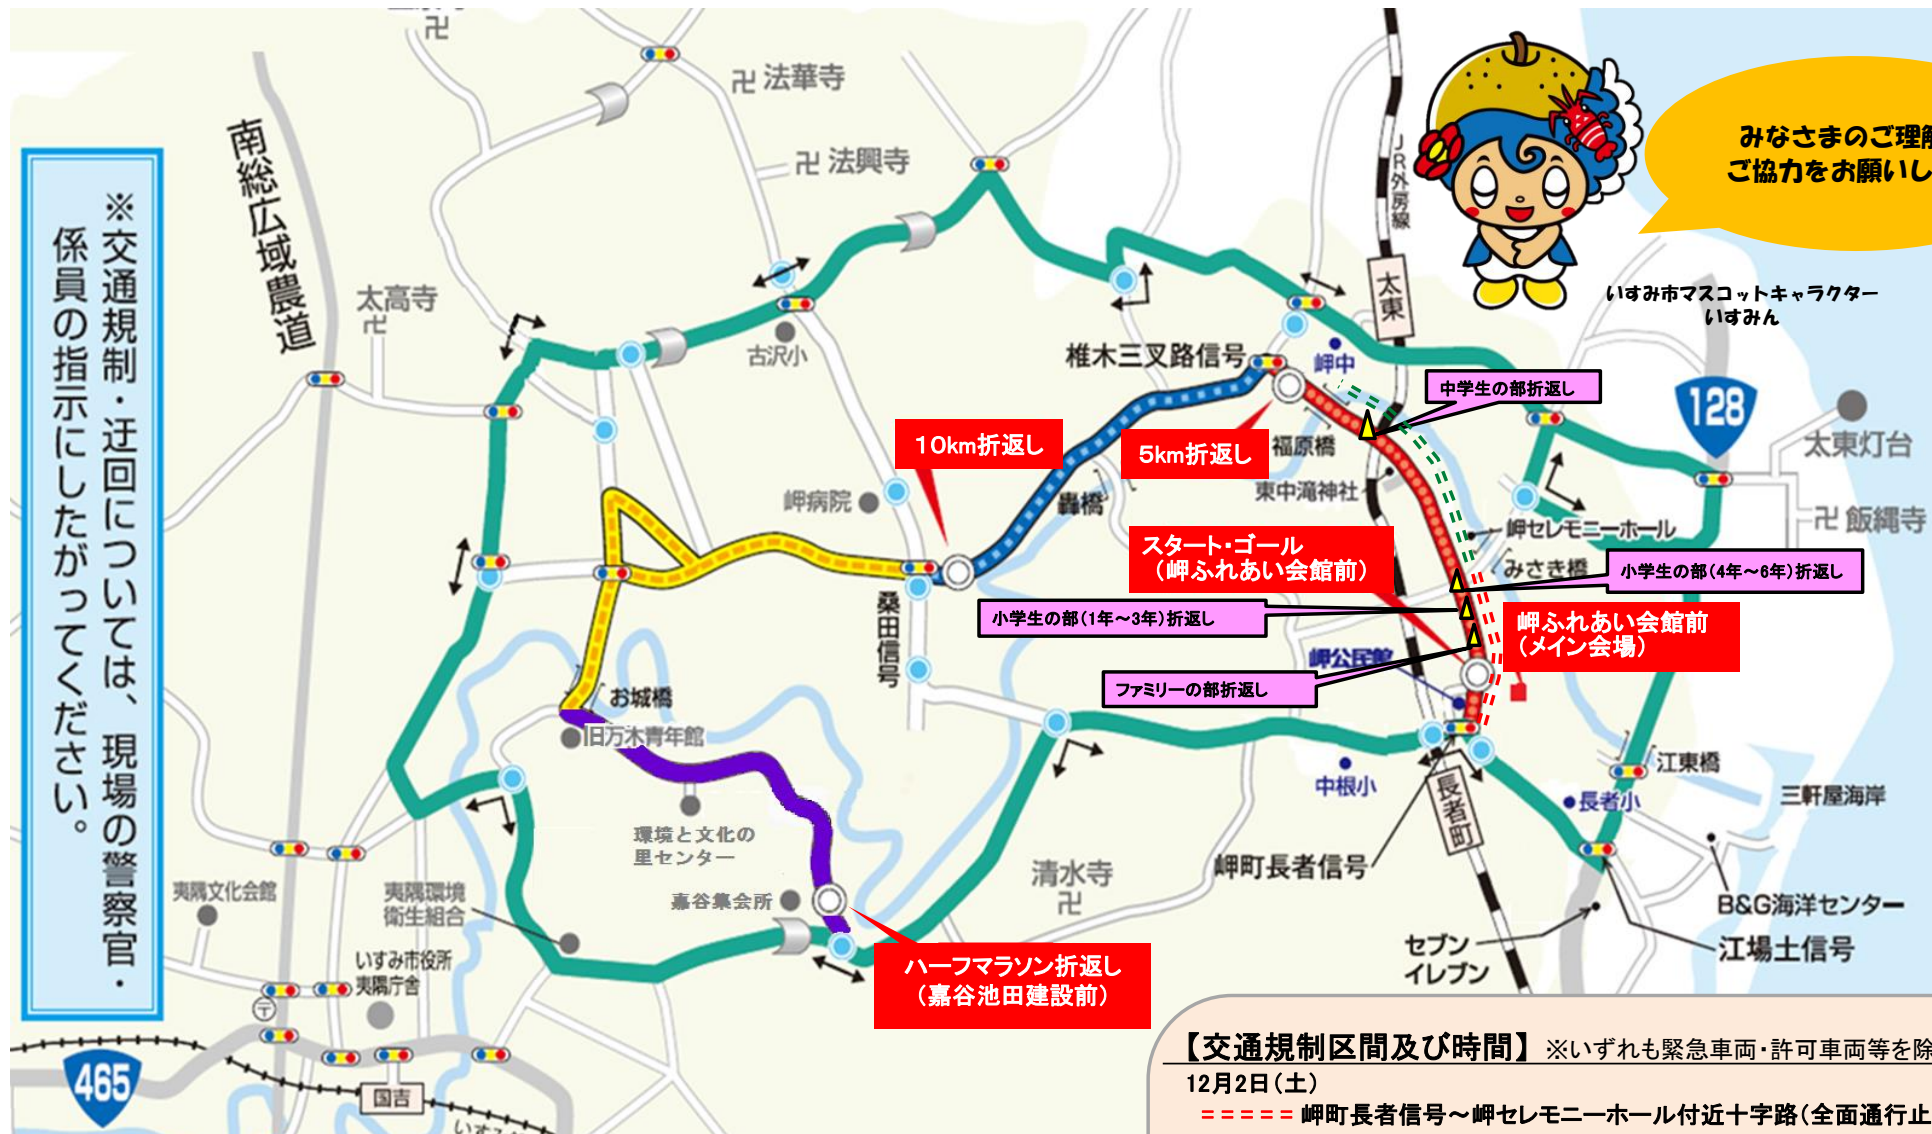 ※交通規制・迂回については、現場の警察官・
係員の指示にしたがってください。
南総広域農道
卍
卍 法華寺
卍 法興寺
太高寺
卍
古沢小
JR外房線
太東
みなさまのご理解
ご協力をお願いし
いすみ市マスコットキャラクター
いすみん
椎木三叉路信号
岬中
中学生の部折返し
128
太東灯台
10km折返し
5km折返し
福原橋
東中滝神社
岬病院
轟橋
卍 飯縄寺
岬セレモニーホール
みさき橋
スタート・ゴール
(岬ふれあい会館前)
小学生の部(4年～6年)折返し
小学生の部(1年～3年)折返し
岬ふれあい会館前
(メイン会場)
桑田信号
岬公民館
ファミリーの部折返し
お城橋
旧万木青年館
中根小
長者町
長者小
江東橋
三軒屋海岸
環境と文化の
里センター
岬町長者信号
清水寺
卍
嘉谷集会所
夷隅文化会館
夷隅環境
衛生組合
B&G海洋センター
江場土信号
セブン
イレブン
いすみ市役所
夷隅庁舎
〒
ハーフマラソン折返し
(嘉谷池田建設前)
465
国吉
いすみ
【交通規制区間及び時間】 ※いずれも緊急車両・許可車両等を除
12月2日(土)
===== 岬町長者信号～岬セレモニーホール付近十字路(全面通行止